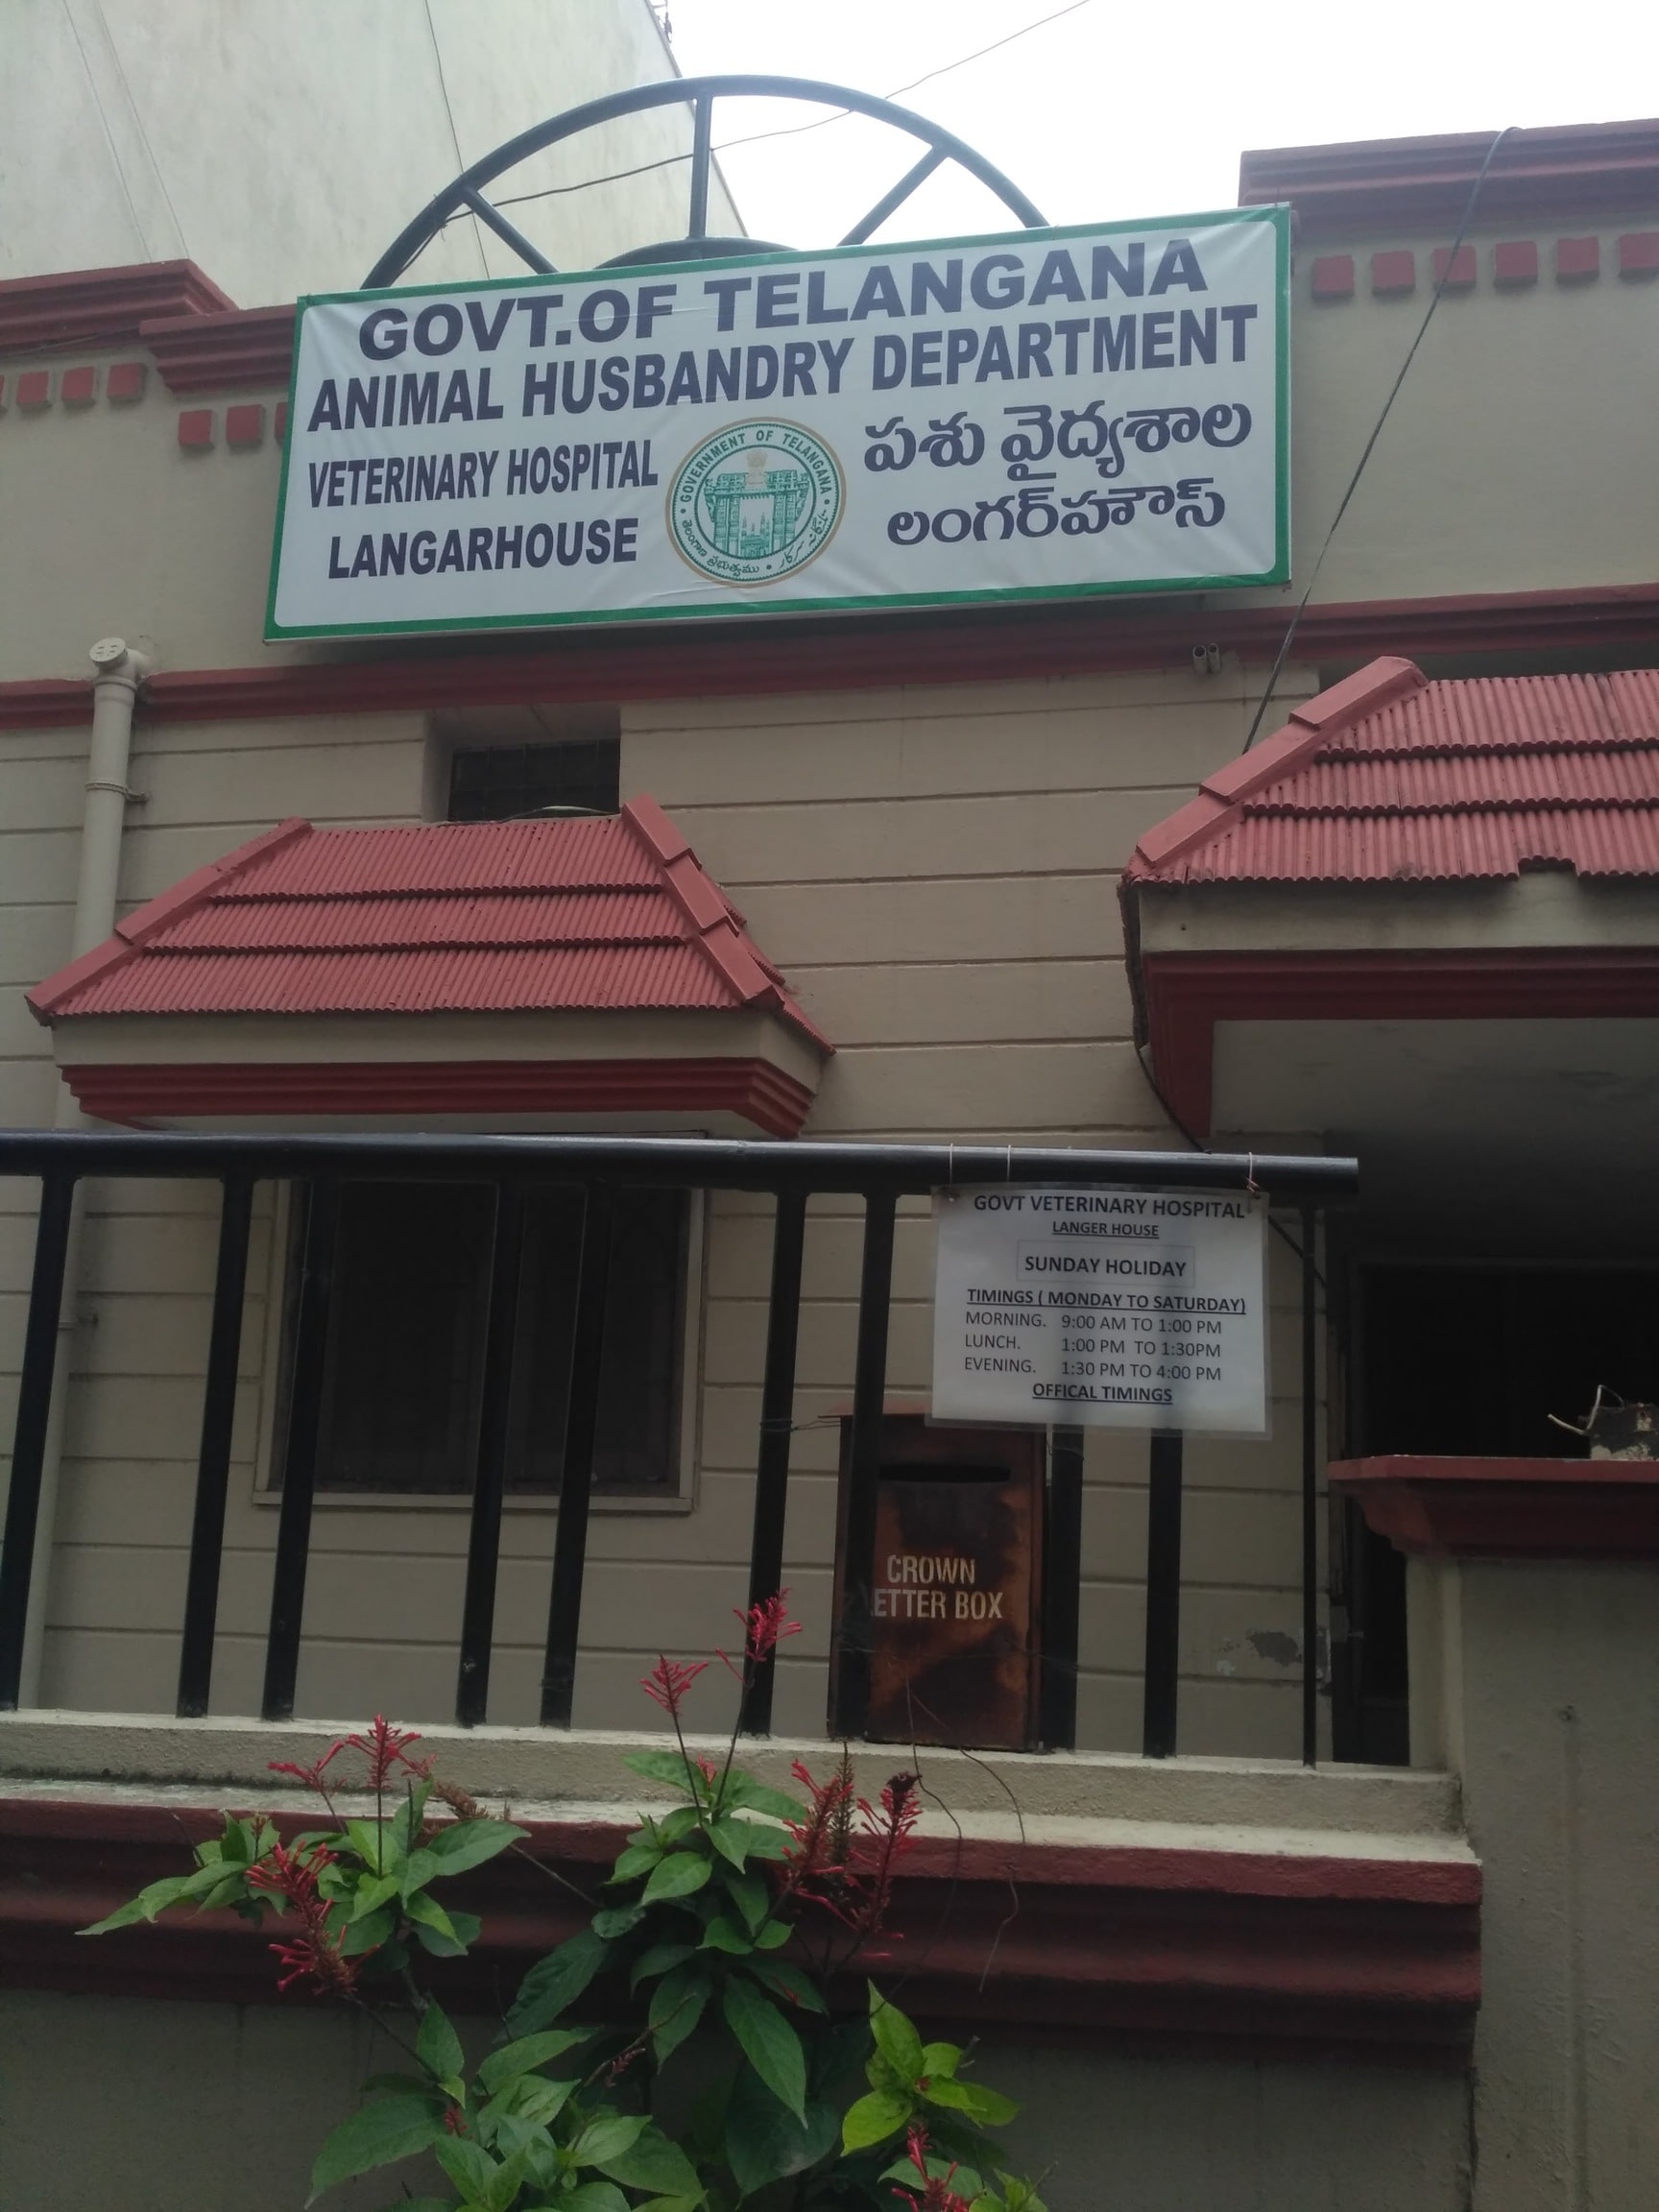 GOVT.OF TELANGANA
ANIMAL HUSBANDRY DEPARTMENT
VETERINARY HOSPITAL
LANGARHOUSE
GOVERNMENT OF TELANGANA
తెలంగాణ ప్రభుత్వము
పశు వైద్యశాల
లంగర్‌హౌస్
GOVT VETERINARY HOSPITAL
LANGER HOUSE
SUNDAY HOLIDAY
TIMINGS ( MONDAY TO SATURDAY)
MORNING. 9:00 AM TO 1:00 PM
LUNCH. 1:00 PM TO 1:30PM
EVENING. 1:30 PM TO 4:00 PM
OFFICAL TIMINGS
CROWN
ETTER BOX